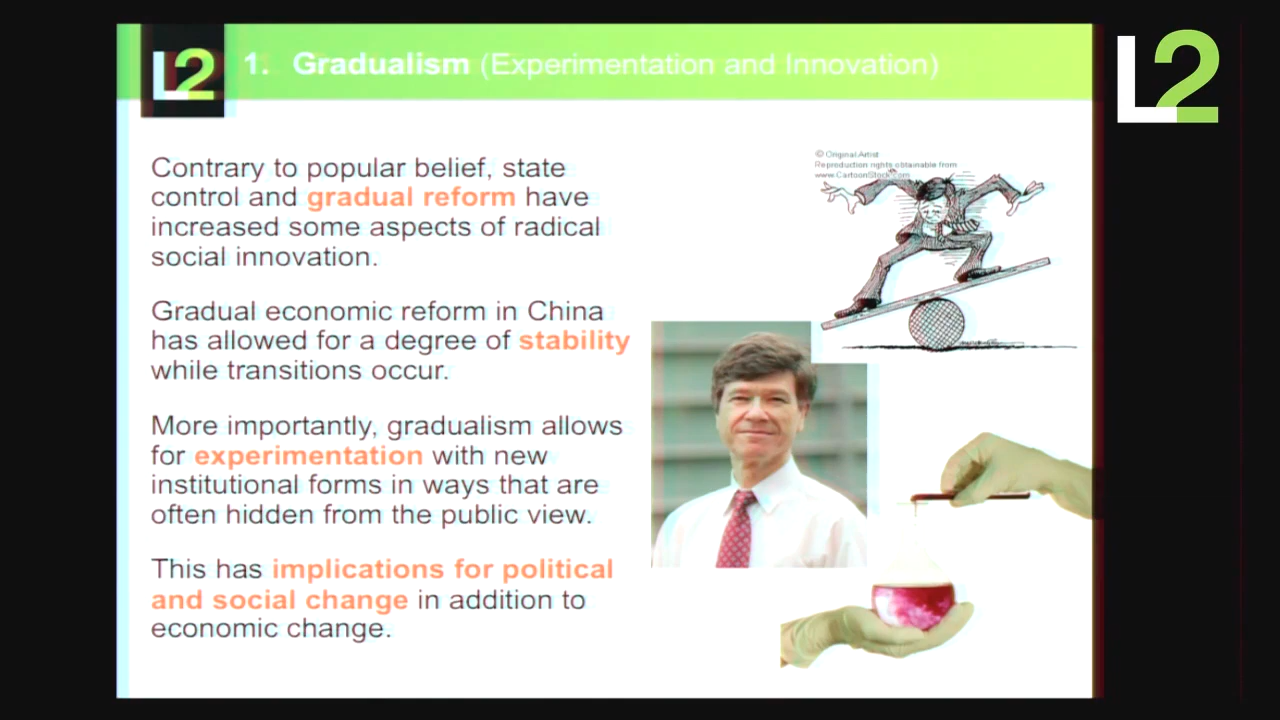 L2
1. Gradualism (Experimentation and Innovation)
L2
Contrary to popular belief, state
control and gradual reform have
increased some aspects of radical
social innovation.
Gradual economic reform in China
has allowed for a degree of stability
while transitions occur.
More importantly, gradualism allows
for experimentation with new
institutional forms in ways that are
often hidden from the public view.
This has implications for political
and social change in addition to
economic change.
© Original Artist
Reproduction rights obtainable from
www.CartoonStock.com